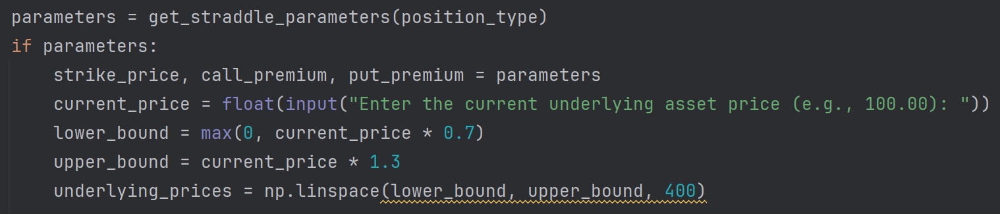 parameters = get_straddle_parameters(position_type)
if parameters:
    strike_price, call_premium, put_premium = parameters
    current_price = float(input("Enter the current underlying asset price (e.g., 100.00): "))
    lower_bound = max(0, current_price * 0.7)
    upper_bound = current_price * 1.3
    underlying_prices = np.linspace(lower_bound, upper_bound, 400)